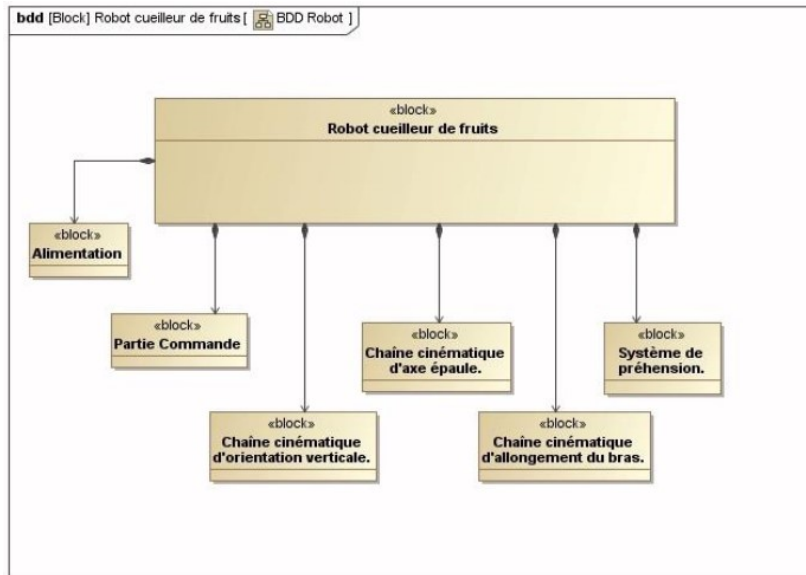 bdd [Block] Robot cueilleur de fruits [ BDD Robot ]
«block»
Robot cueilleur de fruits
«block»
Alimentation
«block»
Partie Commande
«block»
Chaîne cinématique
d'axe épaule.
«block»
Système de
préhension.
«block»
Chaîne cinématique
d'orientation verticale.
«block»
Chaîne cinématique
d'allongement du bras.